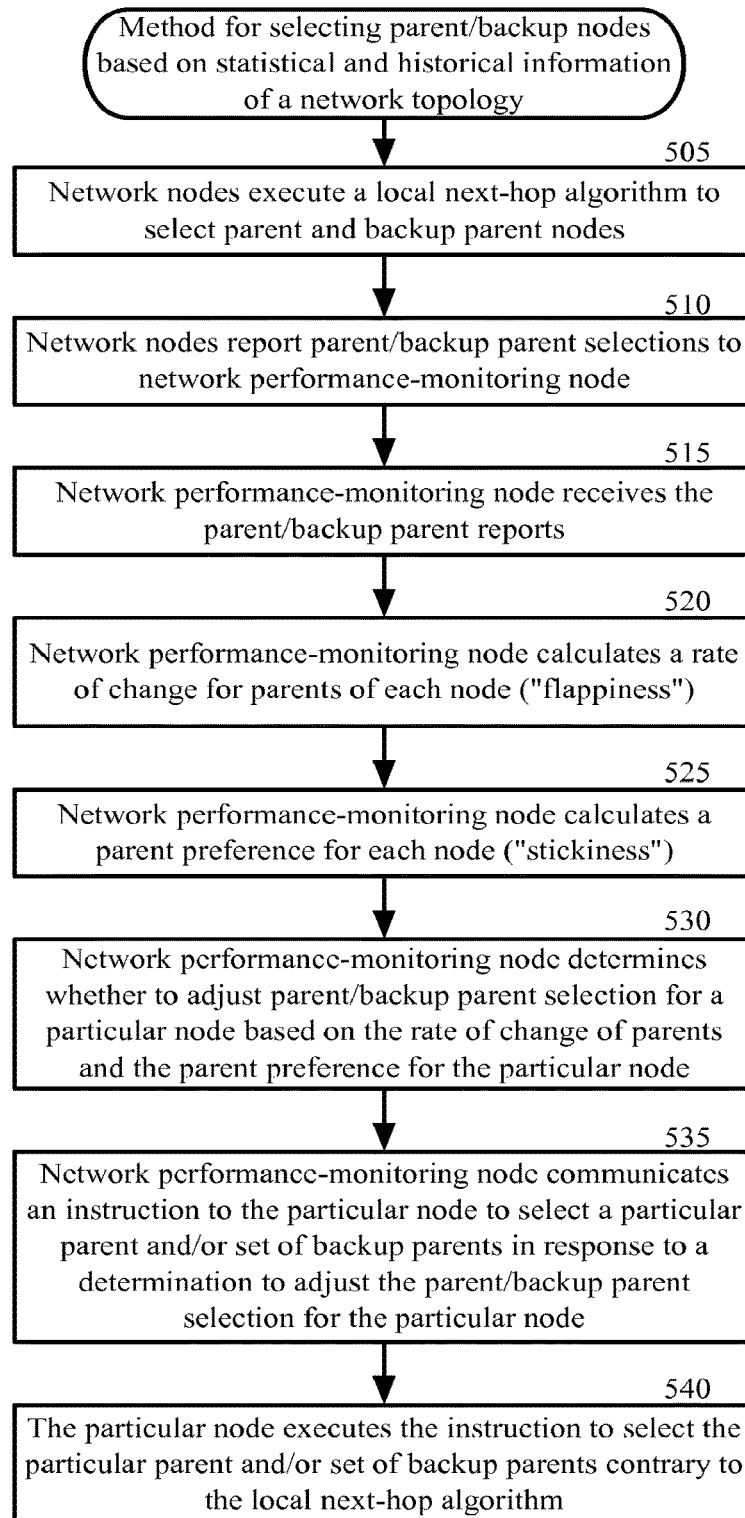 Method for selecting parent/backup nodes
based on statistical and historical information
of a network topology
505
Network nodes execute a local next-hop algorithm to
select parent and backup parent nodes
510
Network nodes report parent/backup parent selections to
network performance-monitoring node
515
Network performance-monitoring node receives the
parent/backup parent reports
520
Network performance-monitoring node calculates a rate
of change for parents of each node ("flappiness")
525
Network performance-monitoring node calculates a
parent preference for each node ("stickiness")
530
Network performance-monitoring node determines
whether to adjust parent/backup parent selection for a
particular node based on the rate of change of parents
and the parent preference for the particular node
535
Network performance-monitoring node communicates
an instruction to the particular node to select a particular
parent and/or set of backup parents in response to a
determination to adjust the parent/backup parent
selection for the particular node
540
The particular node executes the instruction to select the
particular parent and/or set of backup parents contrary to
the local next-hop algorithm